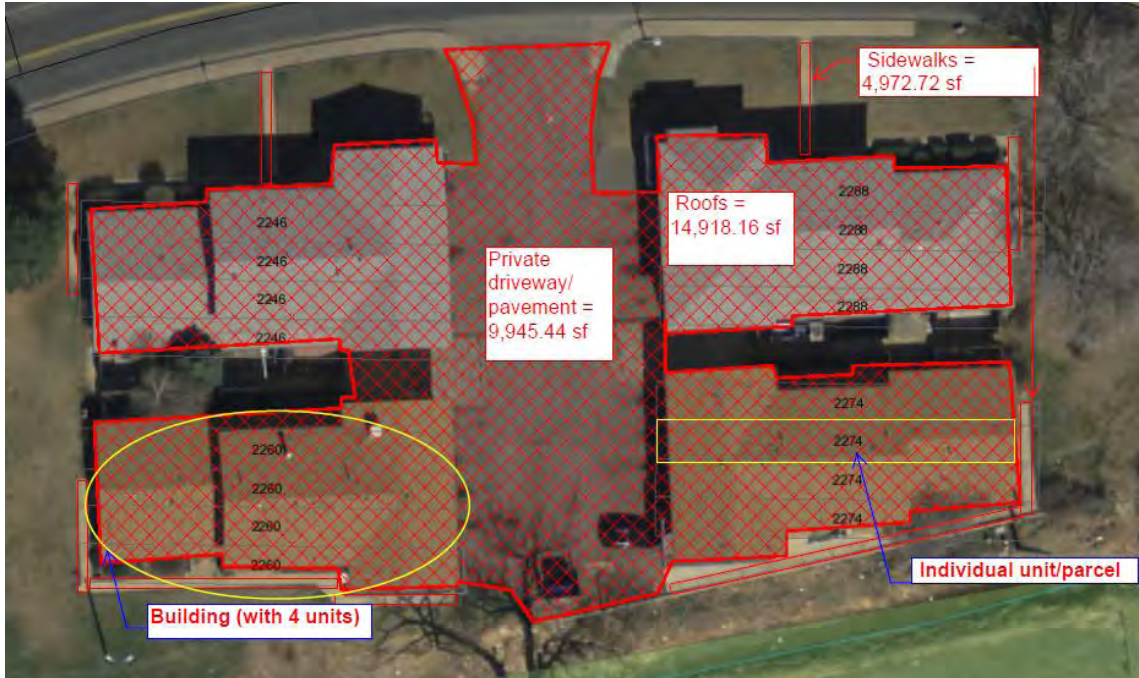 Sidewalks =
4,972.72 sf
2246
2246
2246
2246
Roofs =
14,918.16 sf
2288
2288
2288
2288
Private
driveway/
pavement =
9,945.44 sf
2260
2260
2260
2260
2274
2274
2274
2274
Building (with 4 units)
Individual unit/parcel